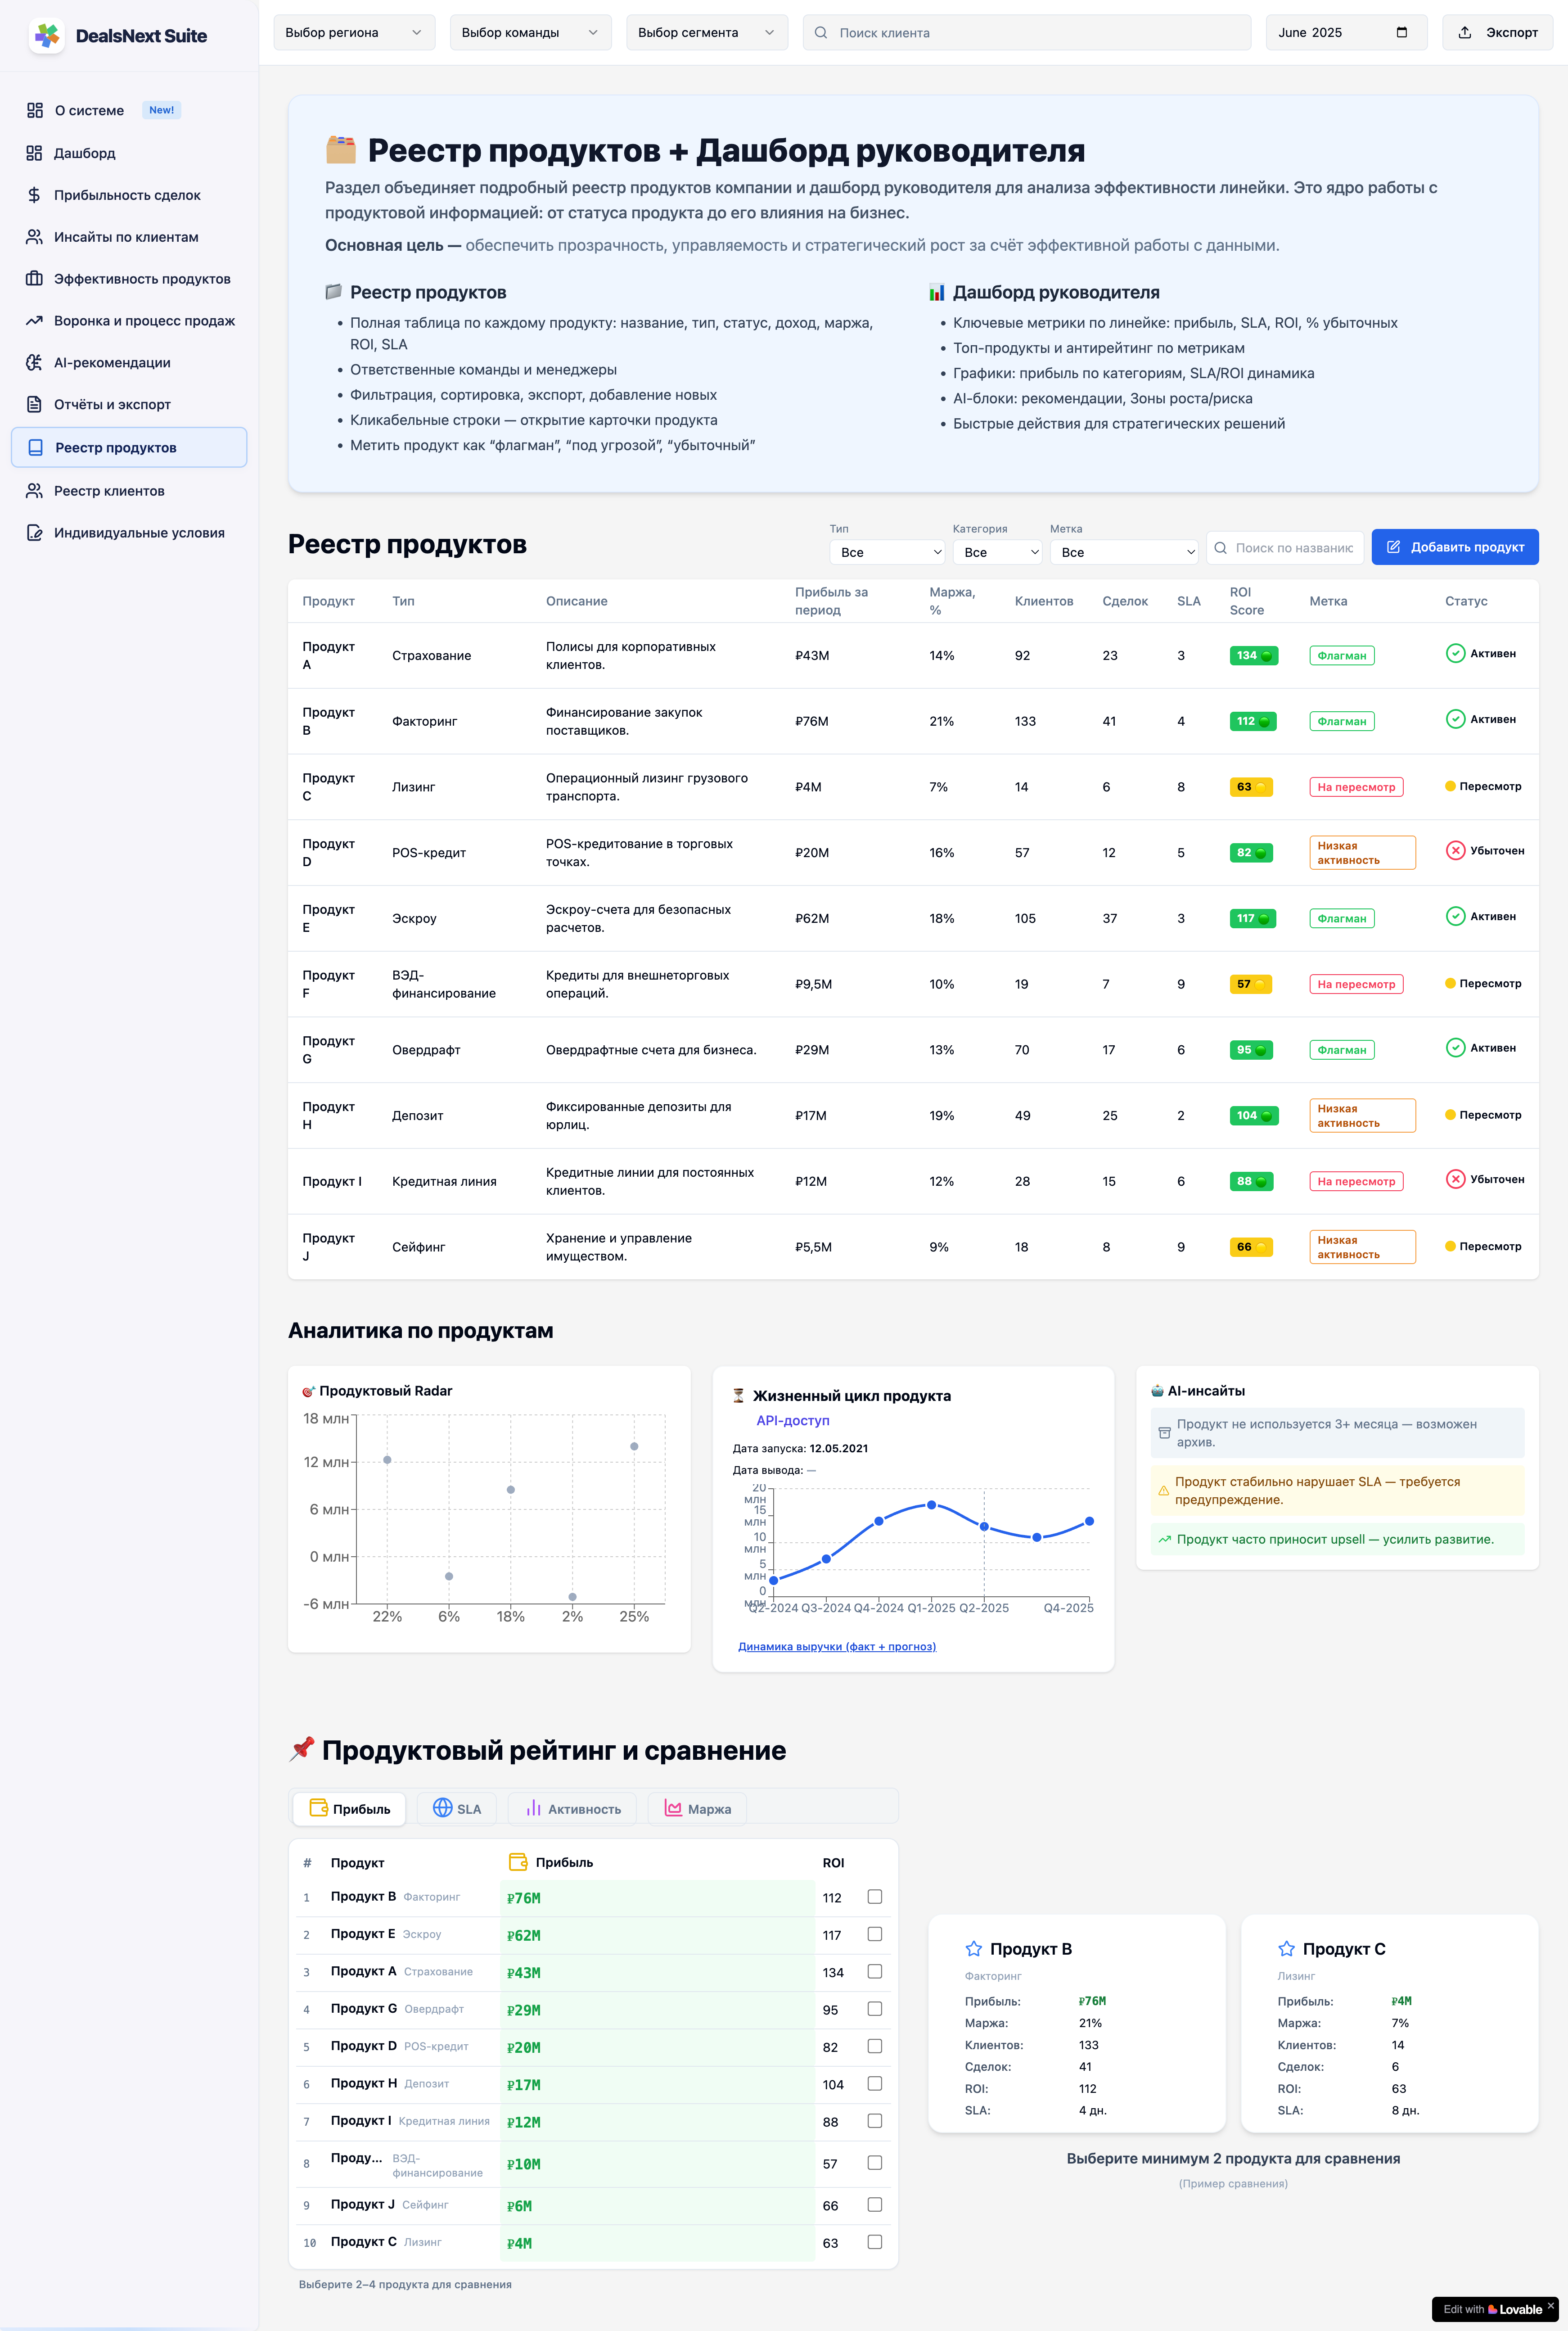 DealsNext Suite
Выбор региона
Выбор команды
Выбор сегмента
Поиск клиента
June 2025
Экспорт
О системе New!
Дашборд
Прибыльность сделок
Инсайты по клиентам
Эффективность продуктов
Воронка и процесс продаж
AI-рекомендации
Отчёты и экспорт
Реестр продуктов
Реестр клиентов
Индивидуальные условия
Реестр продуктов + Дашборд руководителя
Раздел объединяет подробный реестр продуктов компании и дашборд руководителя для анализа эффективности линейки. Это ядро работы с
продуктовой информацией: от статуса продукта до его влияния на бизнес.
Основная цель — обеспечить прозрачность, управляемость и стратегический рост за счёт эффективной работы с данными.
Реестр продуктов
• Полная таблица по каждому продукту: название, тип, статус, доход, маржа,
ROI, SLA
• Ответственные команды и менеджеры
• Фильтрация, сортировка, экспорт, добавление новых
• Кликабельные строки — открытие карточки продукта
• Метить продукт как “флагман”, “под угрозой”, “убыточный”
Дашборд руководителя
• Ключевые метрики по линейке: прибыль, SLA, ROI, % убыточных
• Топ-продукты и антирейтинг по метрикам
• Графики: прибыль по категориям, SLA/ROI динамика
• AI-блоки: рекомендации, Зоны роста/риска
• Быстрые действия для стратегических решений
Реестр продуктов
Тип
Все
Категория
Все
Метка
Все
Поиск по названию
Добавить продукт
Продукт Тип Описание Прибыль за период Маржа, % Клиентов Сделок SLA ROI Score Метка Статус
Продукт A Страхование Полисы для корпоративных клиентов. ₽43M 14% 92 23 3 134 Флагман Активен
Продукт B Факторинг Финансирование закупок поставщиков. ₽76M 21% 133 41 4 112 Флагман Активен
Продукт C Лизинг Операционный лизинг грузового транспорта. ₽4M 7% 14 6 8 63 На пересмотр Пересмотр
Продукт D POS-кредит POS-кредитование в торговых точках. ₽20M 16% 57 12 5 82 Низкая активность Убыточен
Продукт E Эскроу Эскроу-счета для безопасных расчетов. ₽62M 18% 105 37 3 117 Флагман Активен
Продукт F ВЭД-финансирование Кредиты для внешнеторговых операций. ₽9,5M 10% 19 7 9 57 На пересмотр Пересмотр
Продукт G Овердрафт Овердрафтные счета для бизнеса. ₽29M 13% 70 17 6 95 Флагман Активен
Продукт H Депозит Фиксированные депозиты для юрлиц. ₽17M 19% 49 25 2 104 Низкая активность Пересмотр
Продукт I Кредитная линия Кредитные линии для постоянных клиентов. ₽12M 12% 28 15 6 88 На пересмотр Убыточен
Продукт J Сейфинг Хранение и управление имуществом. ₽5,5M 9% 18 8 9 66 Низкая активность Пересмотр
Аналитика по продуктам
Продуктовый Radar
18 млн
12 млн
6 млн
0 млн
-6 млн
22% 6% 18% 2% 25%
Жизненный цикл продукта
API-доступ
Дата запуска: 12.05.2021
Дата вывода: —
20 млн
15 млн
10 млн
5 млн
0 млн
Q2-2024 Q3-2024 Q4-2024 Q1-2025 Q2-2025 Q4-2025
Динамика выручки (факт + прогноз)
AI-инсайты
Продукт не используется 3+ месяца — возможен
архив.
Продукт стабильно нарушает SLA — требуется
предупреждение.
Продукт часто приносит upsell — усилить развитие.
Продуктовый рейтинг и сравнение
Прибыль SLA Активность Маржа
# Продукт Прибыль ROI
1 Продукт B Факторинг ₽76M 112
2 Продукт E Эскроу ₽62M 117
3 Продукт A Страхование ₽43M 134
4 Продукт G Овердрафт ₽29M 95
5 Продукт D POS-кредит ₽20M 82
6 Продукт H Депозит ₽17M 104
7 Продукт I Кредитная линия ₽12M 88
8 Проду... ВЭД-финансирование ₽10M 57
9 Продукт J Сейфинг ₽6M 66
10 Продукт C Лизинг ₽4M 63
Выберите 2–4 продукта для сравнения
Продукт B
Факторинг
Прибыль: ₽76M
Маржа: 21%
Клиентов: 133
Сделок: 41
ROI: 112
SLA: 4 дн.
Продукт C
Лизинг
Прибыль: ₽4M
Маржа: 7%
Клиентов: 14
Сделок: 6
ROI: 63
SLA: 8 дн.
Выберите минимум 2 продукта для сравнения
(Пример сравнения)
Edit with Lovable